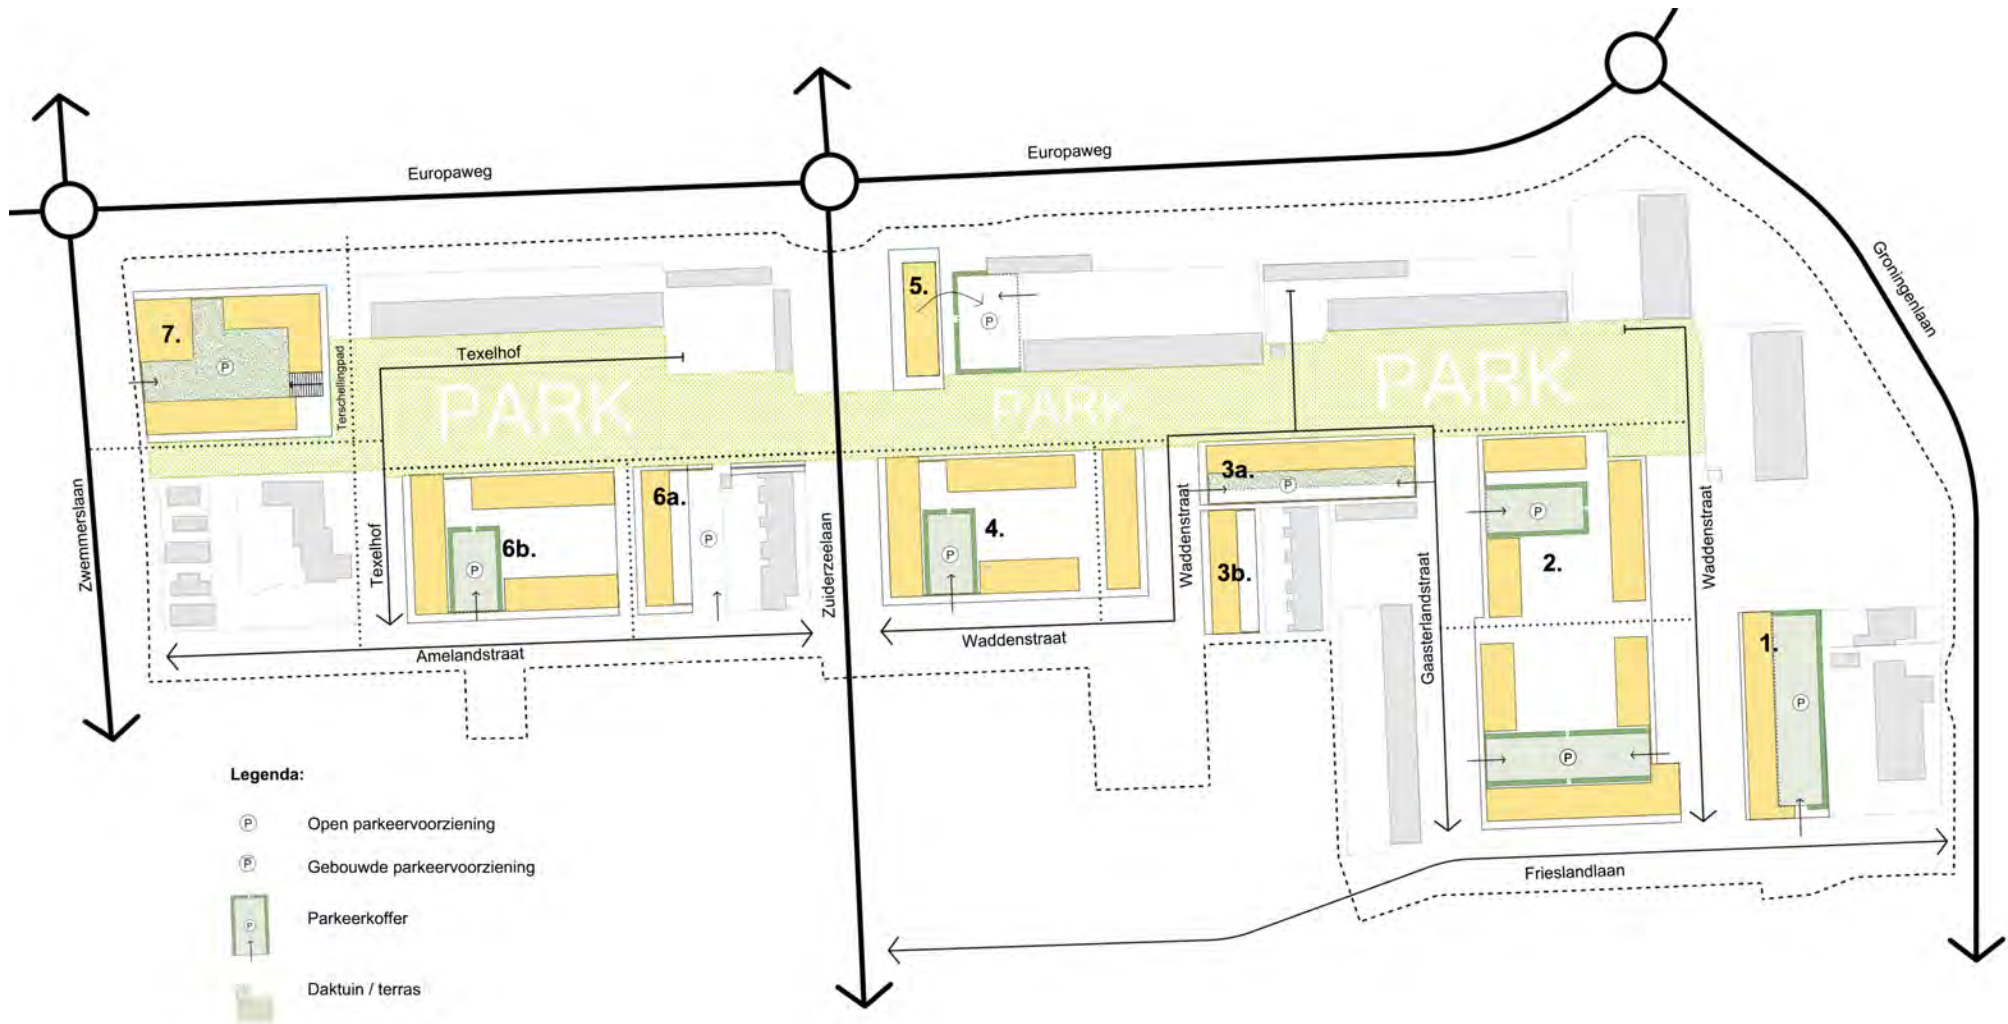 Europaweg
Europaweg
Groningenlaan
7.
P
Terschellingpad
Texelhof
PARK
5.
P
PARK
PARK
Zwemmerslaan
Texelhof
6b.
P
6a.
P
Zuiderzeelaan
4.
P
Waddenstraat
3a.
P
3b.
Gaasterlandstraat
P
2.
Waddenstraat
1.
P
P
Amelandstraat
Waddenstraat
Frieslandlaan
Legenda:
P Open parkeervoorziening
P Gebouwde parkeervoorziening
P Parkeerkoffer
Daktuin / terras